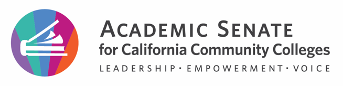 ACADEMIC SENATE
for California Community Colleges
LEADERSHIP · EMPOWERMENT · VOICE